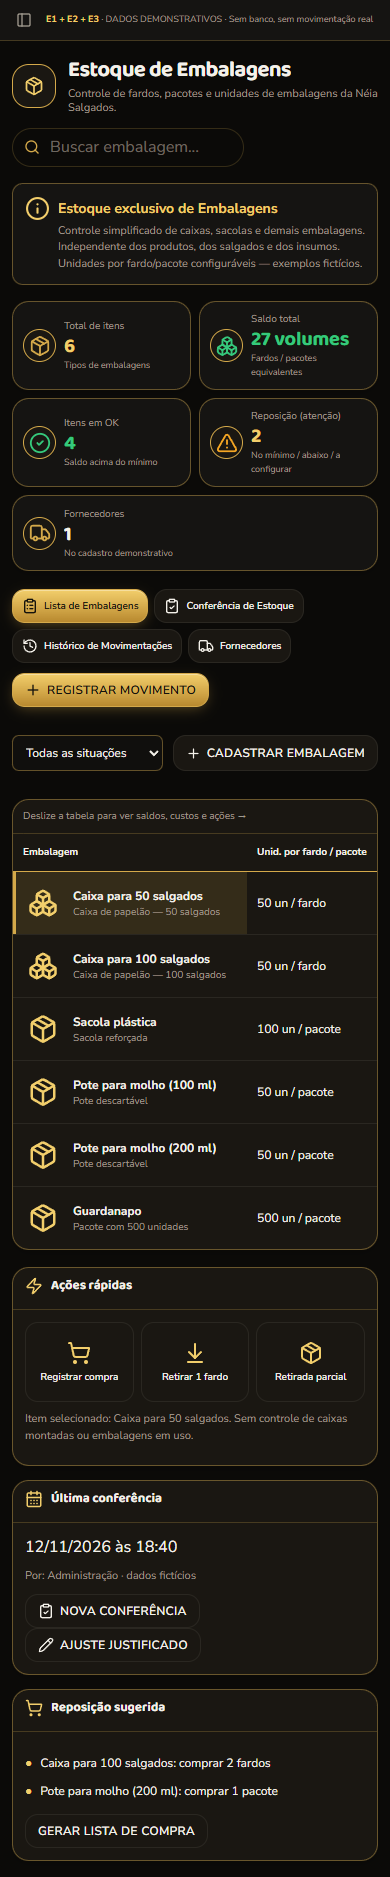 E1 + E2 + E3 · DADOS DEMONSTRATIVOS · Sem banco, sem movimentação real
Estoque de Embalagens
Controle de fardos, pacotes e unidades de embalagens da Néia
Salgados.
Buscar embalagem...
Estoque exclusivo de Embalagens
Controle simplificado de caixas, sacolas e demais embalagens.
Independente dos produtos, dos salgados e dos insumos.
Unidades por fardo/pacote configuráveis — exemplos fictícios.
Total de itens
6
Tipos de embalagens
Saldo total
27 volumes
Fardos / pacotes
equivalentes
Itens em OK
4
Saldo acima do mínimo
Reposição (atenção)
2
No mínimo / abaixo / a
configurar
Fornecedores
1
No cadastro demonstrativo
Lista de Embalagens
Conferência de Estoque
Histórico de Movimentações
Fornecedores
REGISTRAR MOVIMENTO
Todas as situações
CADASTRAR EMBALAGEM
Deslize a tabela para ver saldos, custos e ações →
Embalagem Unid. por fardo / pacote
Caixa para 50 salgados
Caixa de papelão — 50 salgados
50 un / fardo
Caixa para 100 salgados
Caixa de papelão — 100 salgados
50 un / fardo
Sacola plástica
Sacola reforçada
100 un / pacote
Pote para molho (100 ml)
Pote descartável
50 un / pacote
Pote para molho (200 ml)
Pote descartável
50 un / pacote
Guardanapo
Pacote com 500 unidades
500 un / pacote
Ações rápidas
Registrar compra
Retirar 1 fardo
Retirada parcial
Item selecionado: Caixa para 50 salgados. Sem controle de caixas
montadas ou embalagens em uso.
Última conferência
12/11/2026 às 18:40
Por: Administração · dados fictícios
NOVA CONFERÊNCIA
AJUSTE JUSTIFICADO
Reposição sugerida
Caixa para 100 salgados: comprar 2 fardos
Pote para molho (200 ml): comprar 1 pacote
GERAR LISTA DE COMPRA